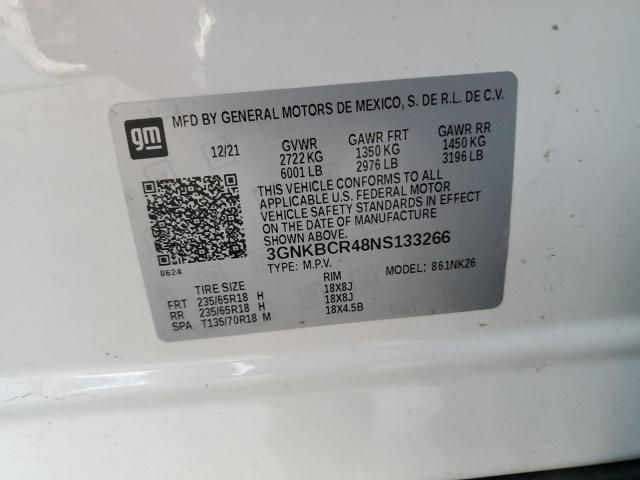 gm
MFD BY GENERAL MOTORS DE MEXICO, S. DE R.L. DE C.V.
12/21 GVWR GAWR FRT GAWR RR
2722 KG 1350 KG 1450 KG
6001 LB 2976 LB 3196 LB
THIS VEHICLE CONFORMS TO ALL
APPLICABLE U.S. FEDERAL MOTOR
VEHICLE SAFETY STANDARDS IN EFFECT
ON THE DATE OF MANUFACTURE
3GNKBCR48NS133266
8624
TYPE: M.P.V. MODEL: 861NK26
TIRE SIZE RIM
FRT 235/65R18 H 18X8J
RR 235/65R18 H 18X8J
SPA T135/70R18 M 18X4.5B